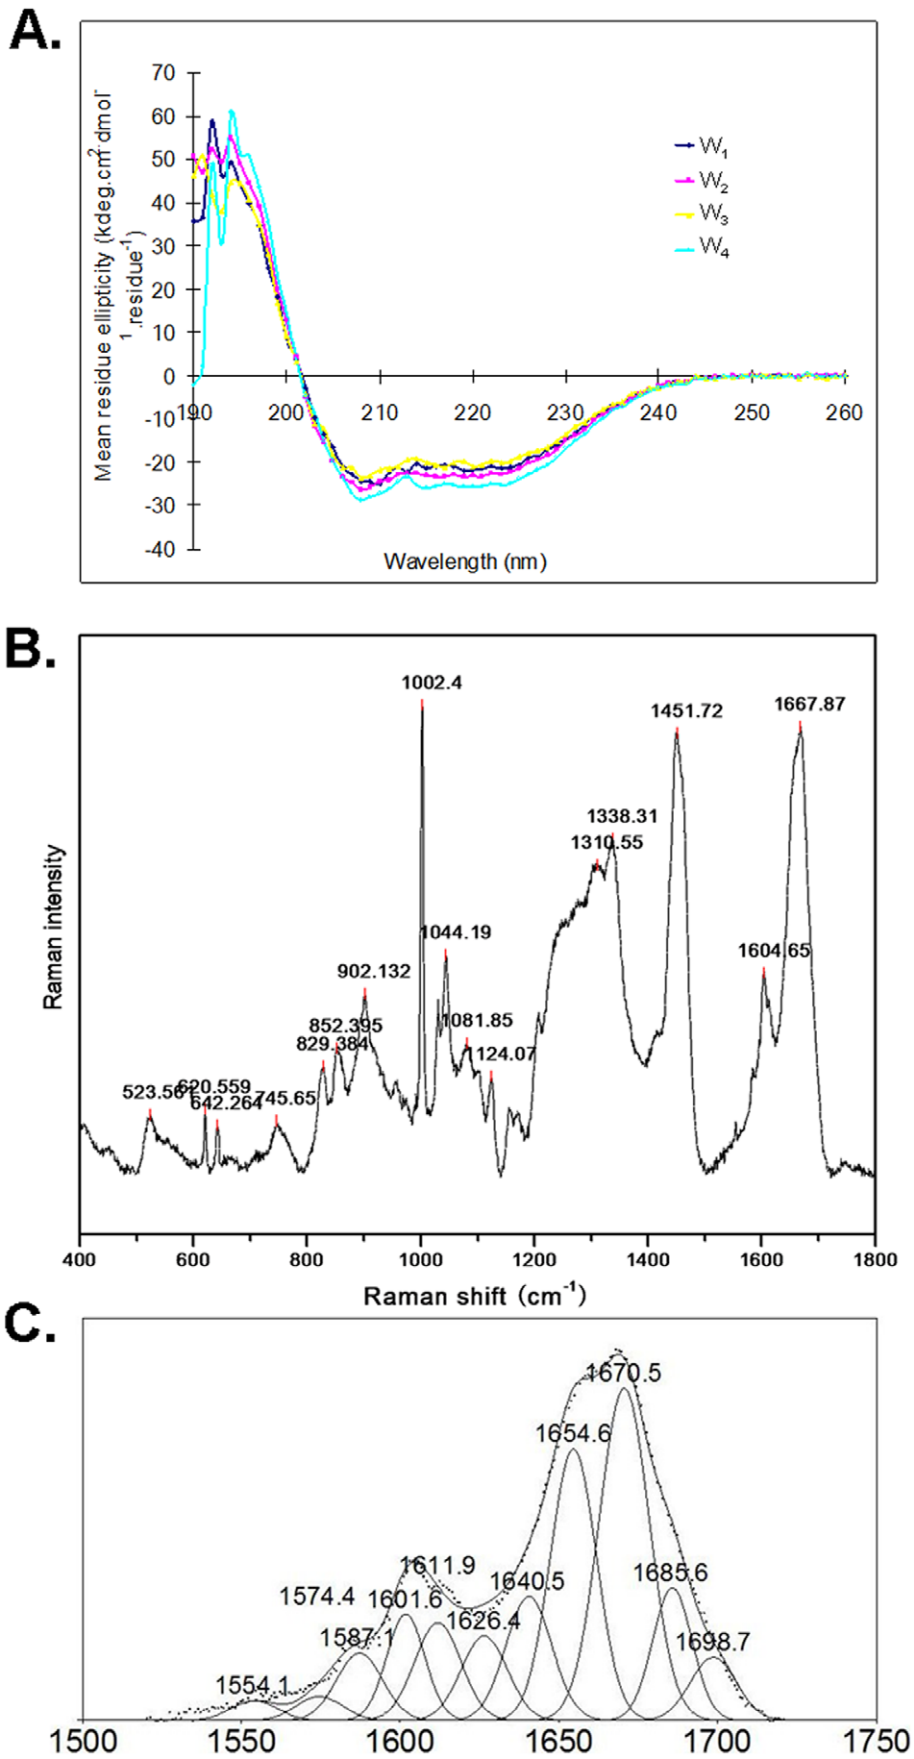 A.
Mean residue ellipticity (kdeg.cm2 dmol-
1.residue-1)
70
60
50
40
30
20
10
0
-10
-20
-30
-40
190 200 210 220 230 240 250 260
Wavelength (nm)
W1
W2
W3
W4
B.
Raman intensity
1002.4
1667.87
1451.72
1338.31
1310.55
1044.19
1604.65
902.132
852.395
1081.85
829.384
1124.07
523.561
620.559
642.264
745.65
400 600 800 1000 1200 1400 1600 1800
Raman shift (cm-1)
C.
1670.5
1654.6
1611.9
1685.6
1640.5
1574.4
1601.6
1626.4
1587.1
1698.7
1554.1
1500 1550 1600 1650 1700 1750